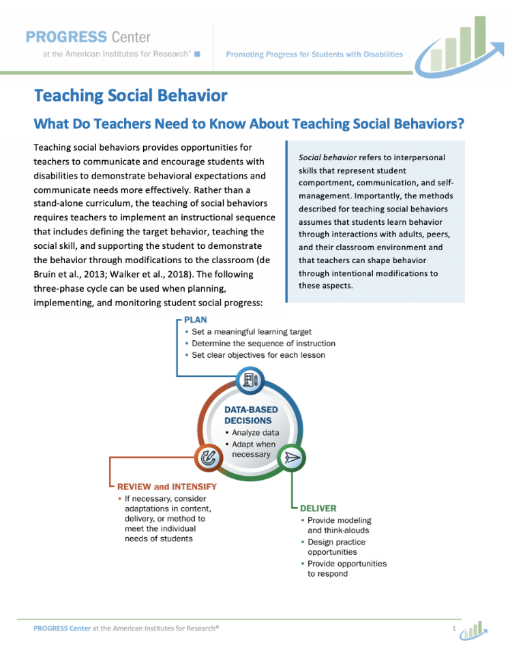 PROGRESS Center
at the American Institutes for Research®
Promoting Progress for Students with Disabilities
Teaching Social Behavior
What Do Teachers Need to Know About Teaching Social Behaviors?
Teaching social behaviors provides opportunities for
teachers to communicate and encourage students with
disabilities to demonstrate behavioral expectations and
communicate needs more effectively. Rather than a
stand-alone curriculum, the teaching of social behaviors
requires teachers to implement an instructional sequence
that includes defining the target behavior, teaching the
social skill, and supporting the student to demonstrate
the behavior through modifications to the classroom (de
Bruin et al., 2013; Walker et al., 2018). The following
three-phase cycle can be used when planning,
implementing, and monitoring student social progress:
Social behavior refers to interpersonal
skills that represent student
comportment, communication, and self-
management. Importantly, the methods
described for teaching social behaviors
assumes that students learn behavior
through interactions with adults, peers,
and their classroom environment and
that teachers can shape behavior
through intentional modifications to
these aspects.
PLAN
• Set a meaningful learning target
• Determine the sequence of instruction
• Set clear objectives for each lesson
DATA-BASED
DECISIONS
• Analyze data
• Adapt when
necessary
REVIEW and INTENSIFY
• If necessary, consider
adaptations in content,
delivery, or method to
meet the individual
needs of students
DELIVER
• Provide modeling
and think-alouds
• Design practice
opportunities
• Provide opportunities
to respond
PROGRESS Center at the American Institutes for Research®
1